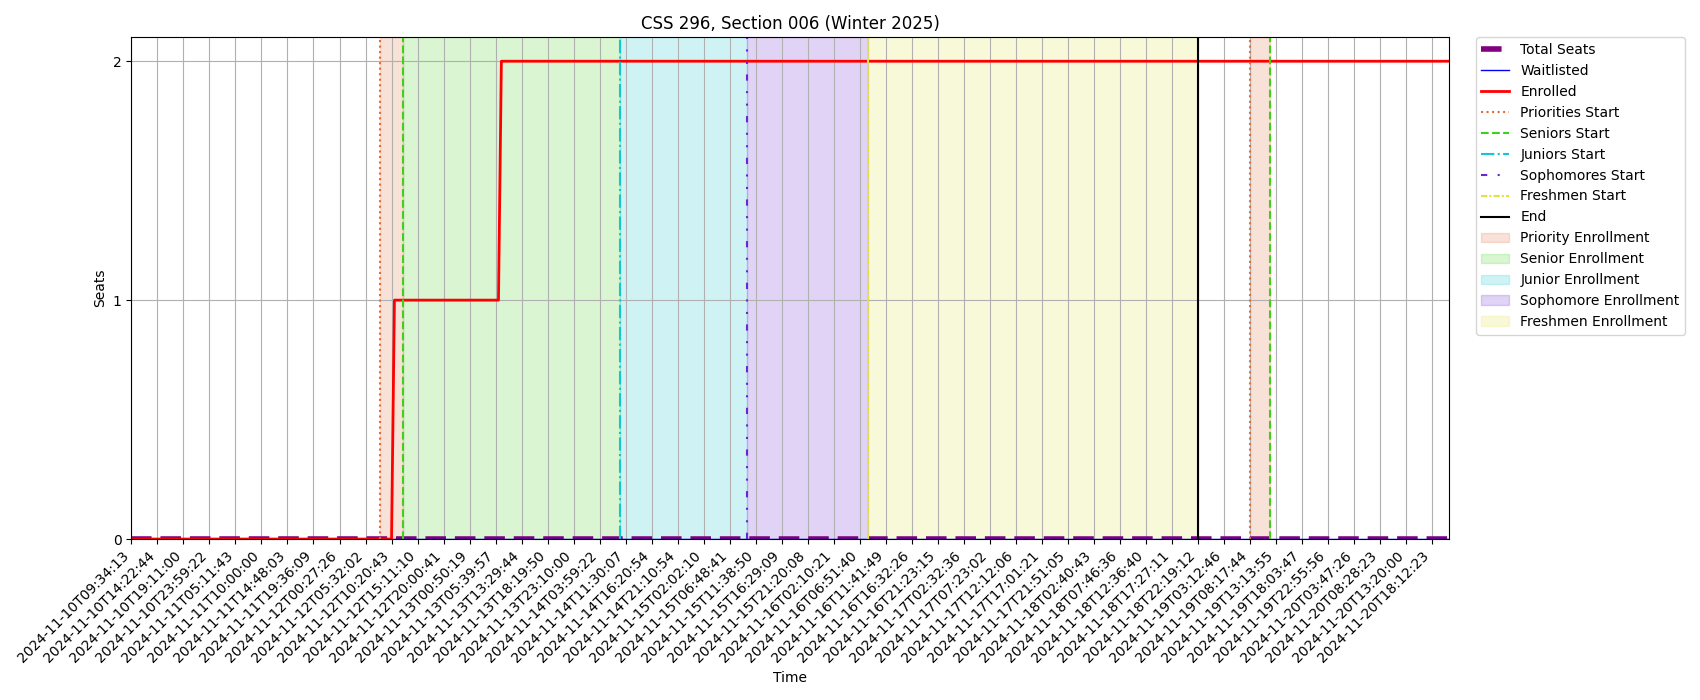 CSS 296, Section 006 (Winter 2025)
Seats
2
1
0
Total Seats
Waitlisted
Enrolled
Priorities Start
Seniors Start
Juniors Start
Sophomores Start
Freshmen Start
End
Priority Enrollment
Senior Enrollment
Junior Enrollment
Sophomore Enrollment
Freshmen Enrollment
2024-11-10T09:34:13
2024-11-10T14:22:44
2024-11-10T19:11:00
2024-11-10T23:59:22
2024-11-11T05:11:43
2024-11-11T10:00:00
2024-11-11T14:48:03
2024-11-11T19:36:09
2024-11-12T00:27:26
2024-11-12T05:32:02
2024-11-12T10:20:43
2024-11-12T15:11:10
2024-11-12T20:00:41
2024-11-13T00:50:19
2024-11-13T05:39:57
2024-11-13T13:29:44
2024-11-13T18:19:50
2024-11-13T23:10:00
2024-11-14T03:59:22
2024-11-14T11:30:07
2024-11-14T16:20:54
2024-11-14T21:10:54
2024-11-15T02:02:10
2024-11-15T06:48:41
2024-11-15T11:38:50
2024-11-15T16:29:09
2024-11-15T21:20:08
2024-11-16T02:10:21
2024-11-16T06:51:40
2024-11-16T11:41:49
2024-11-16T16:32:26
2024-11-16T21:23:15
2024-11-17T02:32:36
2024-11-17T07:23:02
2024-11-17T12:12:06
2024-11-17T17:01:21
2024-11-17T21:51:05
2024-11-18T02:40:43
2024-11-18T07:46:36
2024-11-18T12:36:40
2024-11-18T17:27:11
2024-11-18T22:19:12
2024-11-19T03:12:46
2024-11-19T08:17:44
2024-11-19T13:13:55
2024-11-19T18:03:47
2024-11-19T22:55:56
2024-11-20T03:47:26
2024-11-20T08:28:23
2024-11-20T13:20:00
2024-11-20T18:12:23
Time